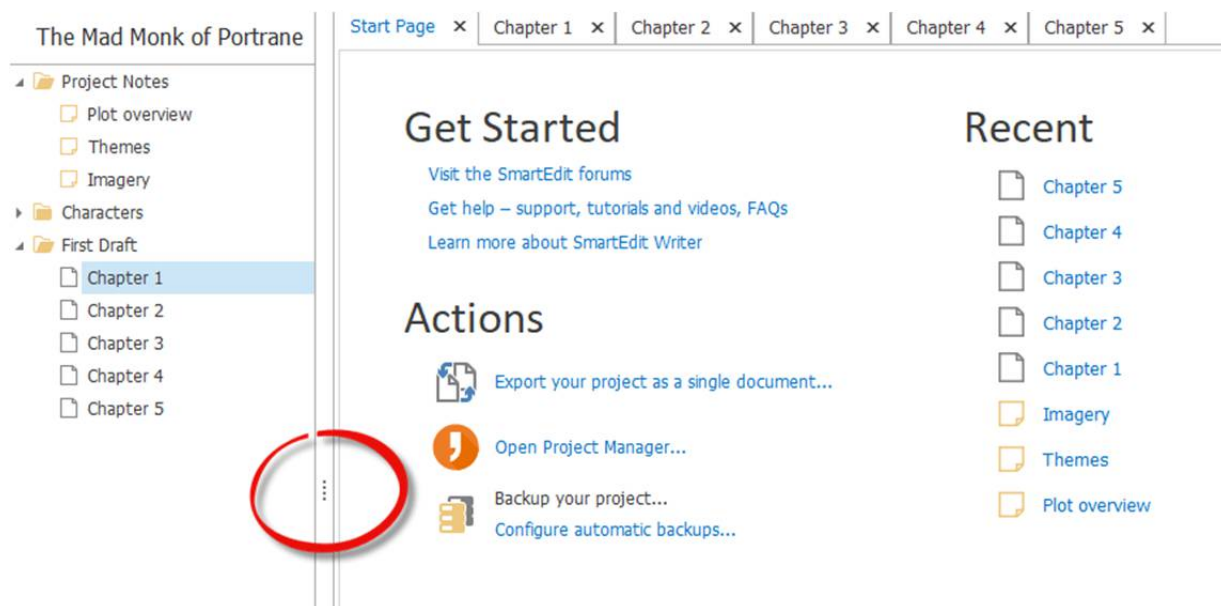 The Mad Monk of Portrane
Project Notes
Plot overview
Themes
Imagery
Characters
First Draft
Chapter 1
Chapter 2
Chapter 3
Chapter 4
Chapter 5
Start Page × Chapter 1 × Chapter 2 × Chapter 3 × Chapter 4 × Chapter 5 ×
Get Started
Visit the SmartEdit forums
Get help – support, tutorials and videos, FAQs
Learn more about SmartEdit Writer
Actions
Export your project as a single document...
Open Project Manager...
Backup your project...
Configure automatic backups...
Recent
Chapter 5
Chapter 4
Chapter 3
Chapter 2
Chapter 1
Imagery
Themes
Plot overview